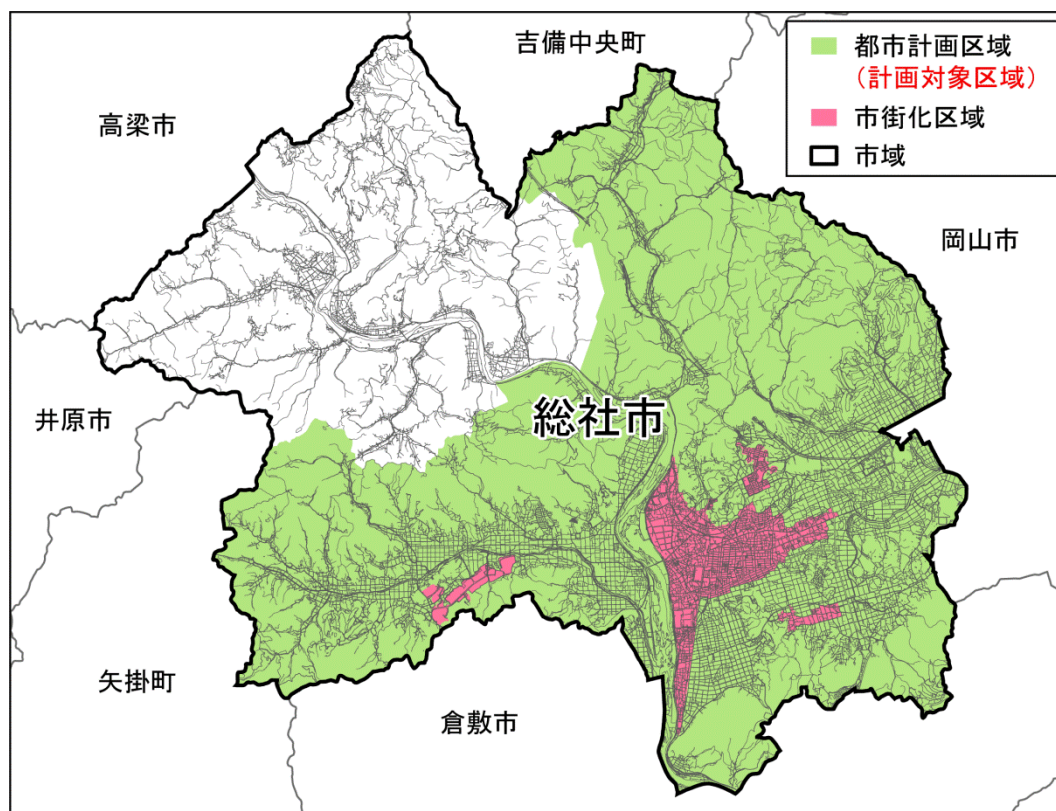 吉備中央町
都市計画区域
（計画対象区域）
市街化区域
市域
高梁市
岡山市
総社市
井原市
矢掛町
倉敷市